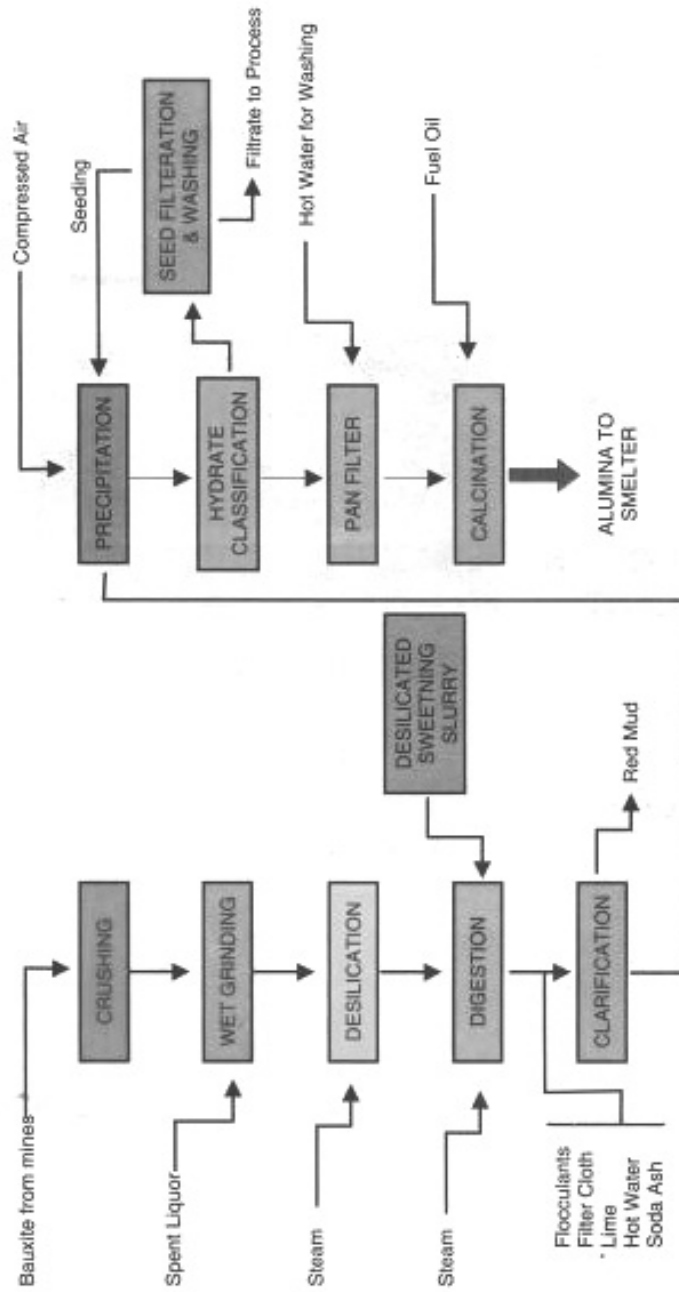 Bauxite from mines
CRUSHING
Spent Liquor
WET GRINDING
Steam
DESILICATION
Steam
DIGESTION
DESILICATED
SWEETNING
SLURRY
Flocculants
Filter Cloth
- Lime
Hot Water
Soda Ash
CLARIFICATION
Red Mud
Compressed Air
Seeding
PRECIPITATION
SEED FILTERATION
& WASHING
Filtrate to Process
HYDRATE
CLASSIFICATION
Hot Water for Washing
PAN FILTER
Fuel Oil
CALCINATION
ALUMINA TO
SMELTER